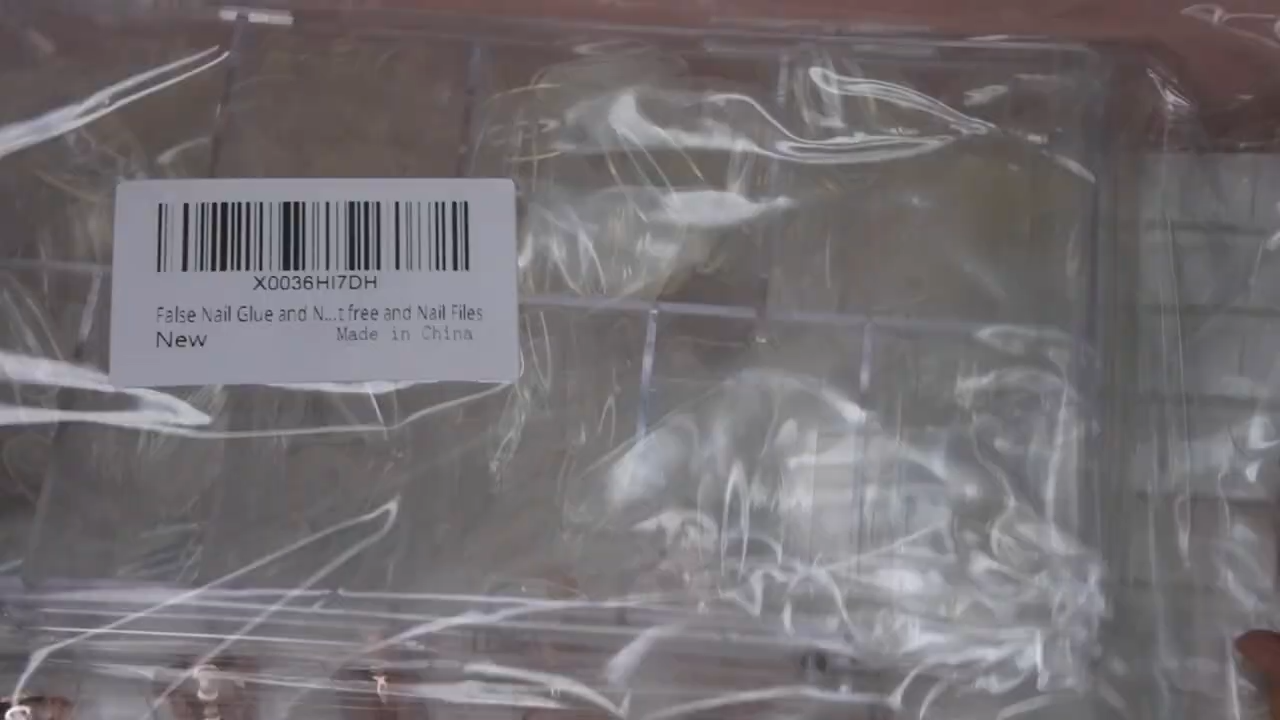 X0036HI7DH
False Nail Glue and N...t free and Nail Files
New
Made in China